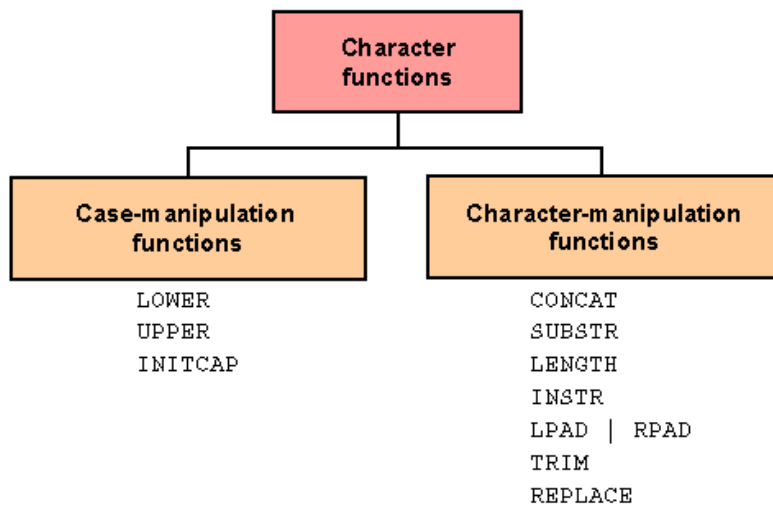 Character
functions
Case-manipulation
functions
LOWER
UPPER
INITCAP
Character-manipulation
functions
CONCAT
SUBSTR
LENGTH
INSTR
LPAD | RPAD
TRIM
REPLACE